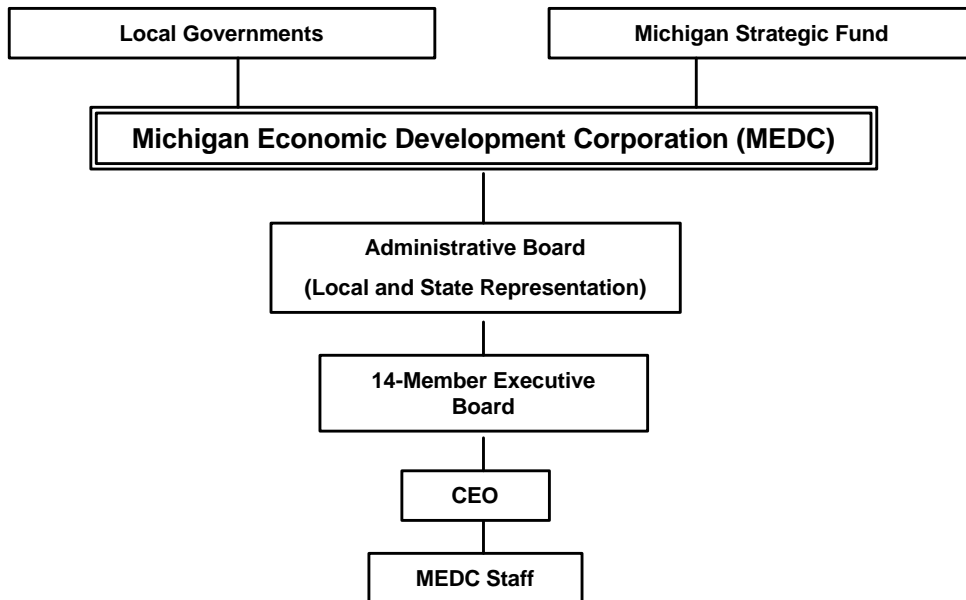 Local Governments
Michigan Strategic Fund
Michigan Economic Development Corporation (MEDC)
Administrative Board
(Local and State Representation)
14-Member Executive
Board
CEO
MEDC Staff